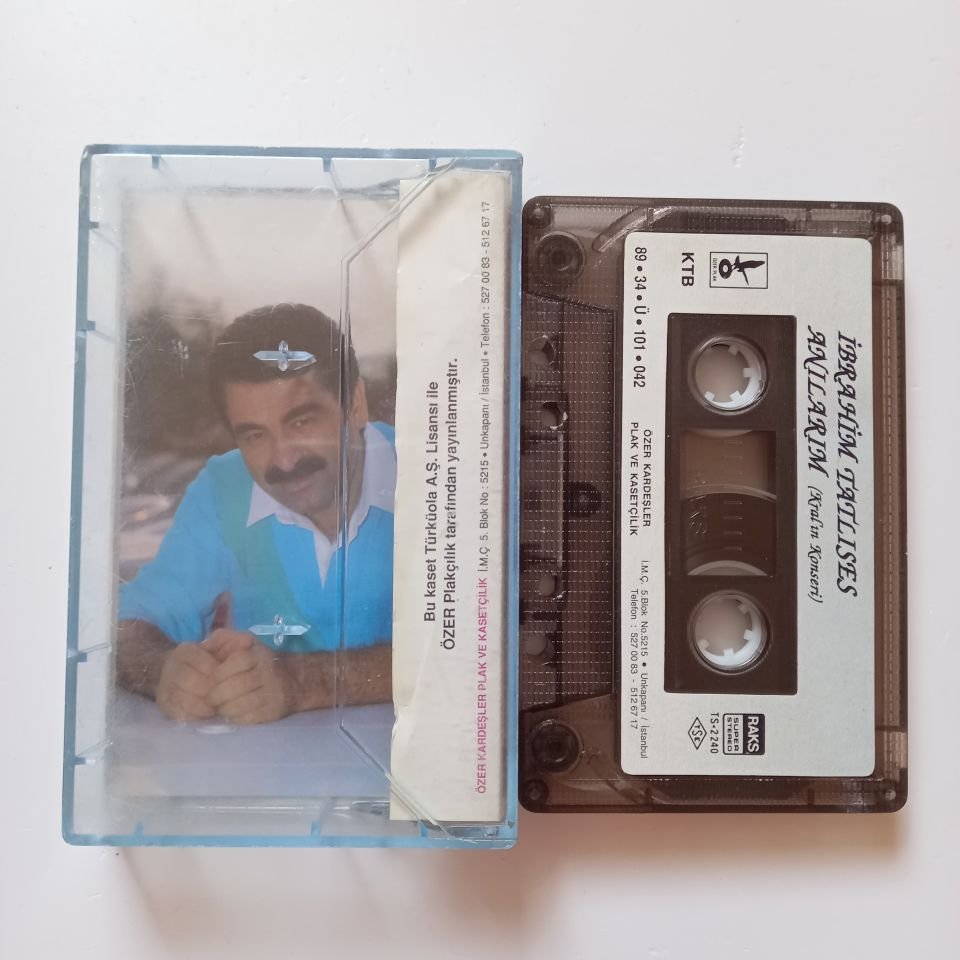 Bu kaset Türküola A.Ş. Lisansı ile
ÖZER Plakçılık tarafından yayınlanmıştır.
ÖZER KARDEŞLER PLAK VE KASETÇİLİK İ.M.Ç. 5. Blok No : 5215 • Unkapanı / İstanbul • Telefon : 527 00 83 - 512 67 17
İBRAHİM TATLISES
ANILARIM (Kral'ın Konseri)
ÖZER PLAK
KTB
89 • 34 • Ü • 101 • 042
RAKS
SUPER
STEREO
TS-2240
TSE
ÖZER KARDEŞLER
PLAK VE KASETÇİLİK
İ.M.Ç. 5.Blok No.5215 • Unkapanı / İstanbul
Telefon : 527 00 83 - 512 67 17